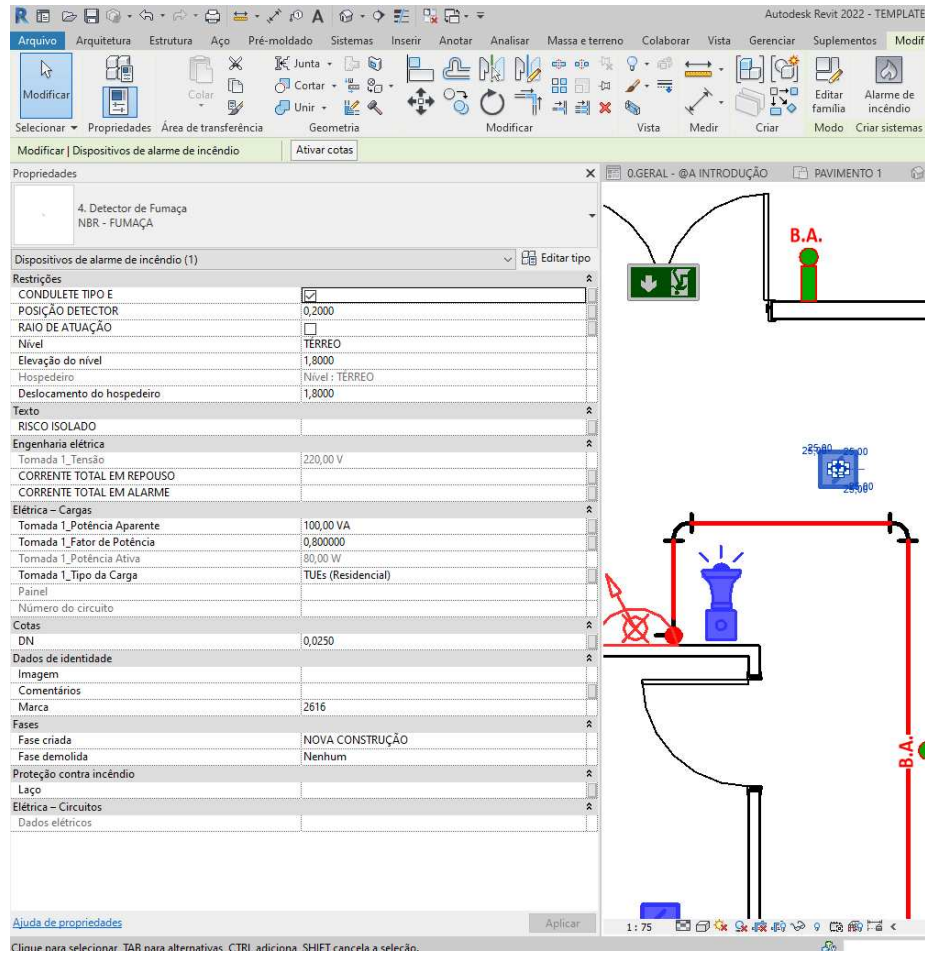 Autodesk Revit 2022 - TEMPLATE
Arquivo Arquitetura Estrutura Aço Pré-moldado Sistemas Inserir Anotar Analisar Massa e terreno Colaborar Vista Gerenciar Suplementos Modif
Modificar
Colar
Junta
Cortar
Unir
Editar família
Alarme de incêndio
Selecionar Propriedades Área de transferência Geometria Modificar Vista Medir Criar Modo Criar sistemas
Modificar | Dispositivos de alarme de incêndio Ativar cotas
Propriedades
0.GERAL - @A INTRODUÇÃO PAVIMENTO 1
4. Detector de Fumaça
NBR - FUMAÇA
Dispositivos de alarme de incêndio (1) Editar tipo
Restrições
CONDULETE TIPO E
POSIÇÃO DETECTOR 0,2000
RAIO DE ATUAÇÃO
Nível TÉRREO
Elevação do nível 1,8000
Hospedeiro Nível : TÉRREO
Deslocamento do hospedeiro 1,8000
Texto
RISCO ISOLADO
Engenharia elétrica
Tomada 1_Tensão 220,00 V
CORRENTE TOTAL EM REPOUSO
CORRENTE TOTAL EM ALARME
Elétrica – Cargas
Tomada 1_Potência Aparente 100,00 VA
Tomada 1_Fator de Potência 0,800000
Tomada 1_Potência Ativa 80,00 W
Tomada 1_Tipo da Carga TUEs (Residencial)
Painel
Número do circuito
Cotas
DN 0,0250
Dados de identidade
Imagem
Comentários
Marca 2616
Fases
Fase criada NOVA CONSTRUÇÃO
Fase demolida Nenhum
Proteção contra incêndio
Laço
Elétrica – Circuitos
Dados elétricos
Ajuda de propriedades Aplicar
B.A.
25,00
B.A.
1 : 75
Clique para selecionar, TAB para alternativas, CTRL adiciona, SHIFT cancela a seleção.